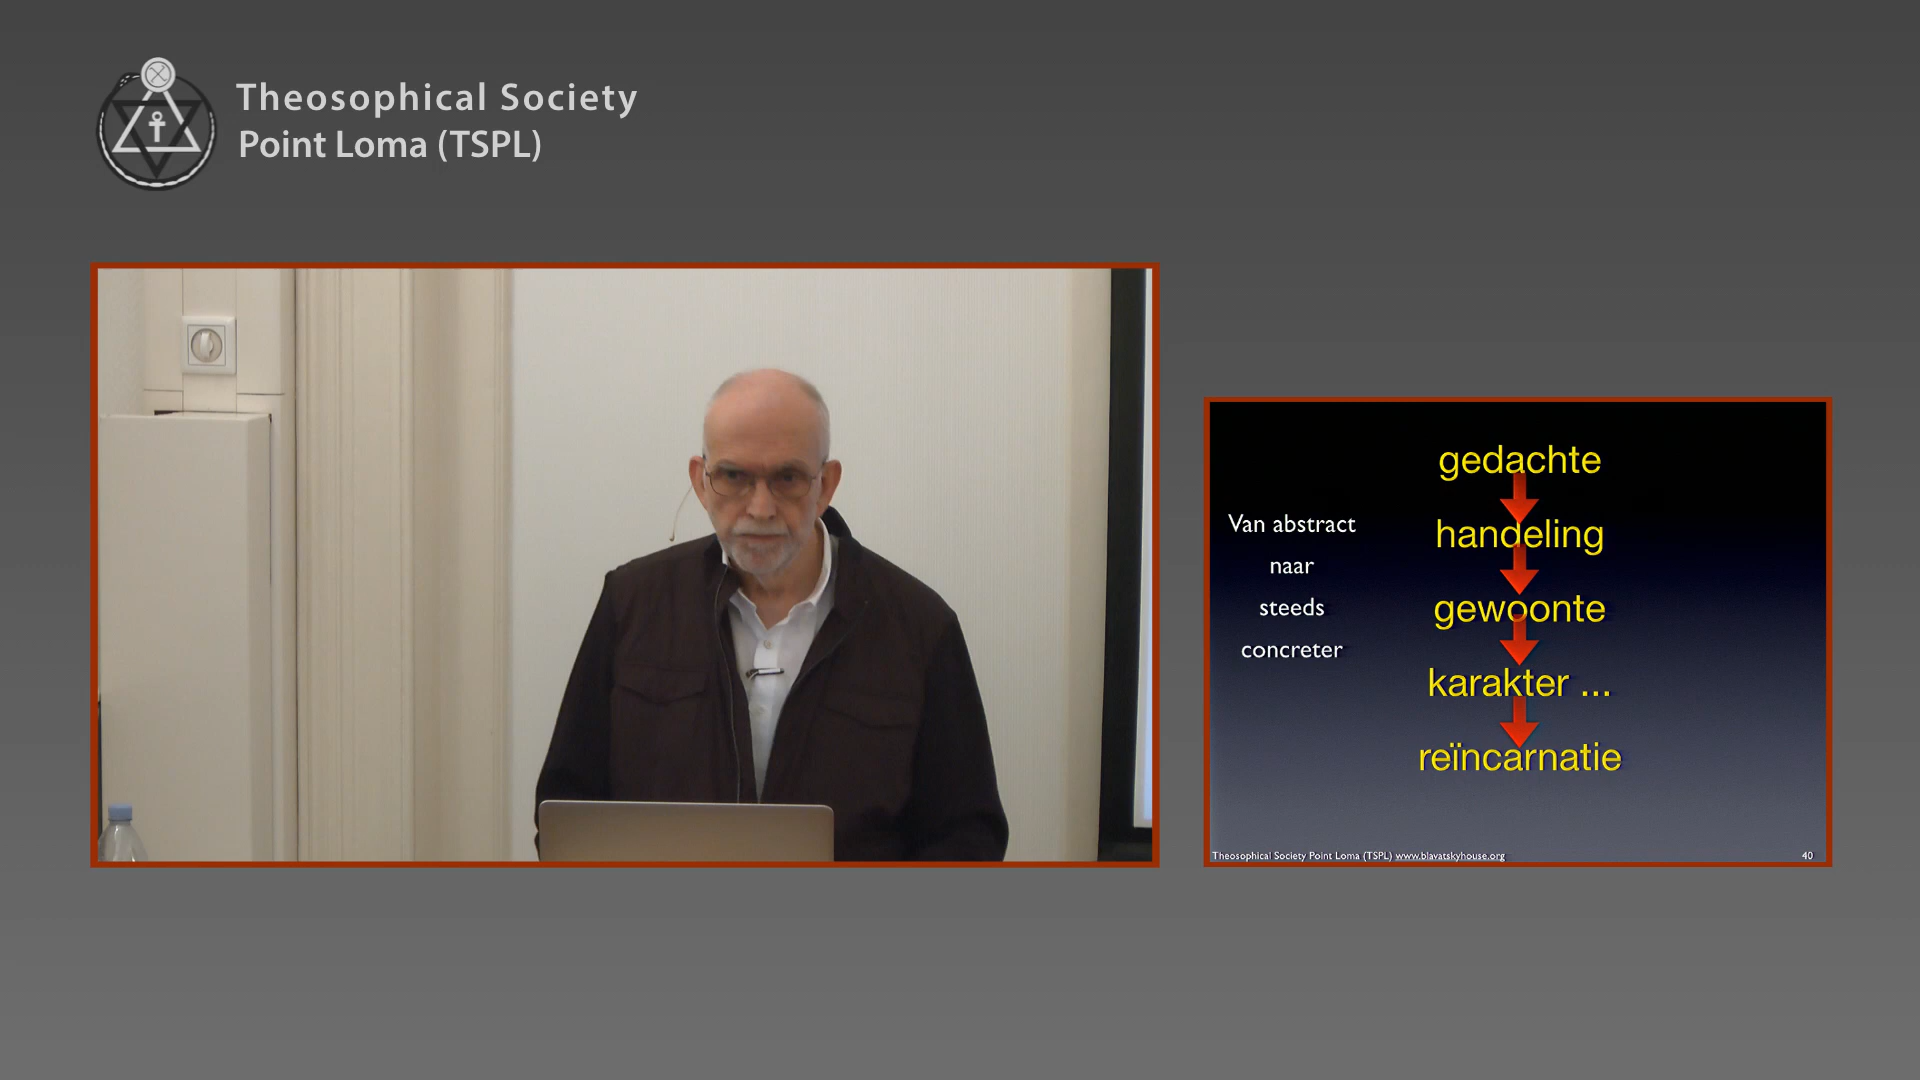 Theosophical Society
Point Loma (TSPL)
gedachte
handeling
gewoonte
karakter ...
reïncarnatie
Van abstract
naar
steeds
concreter
Theosophical Society Point Loma (TSPL) www.blavatskyhouse.org
40